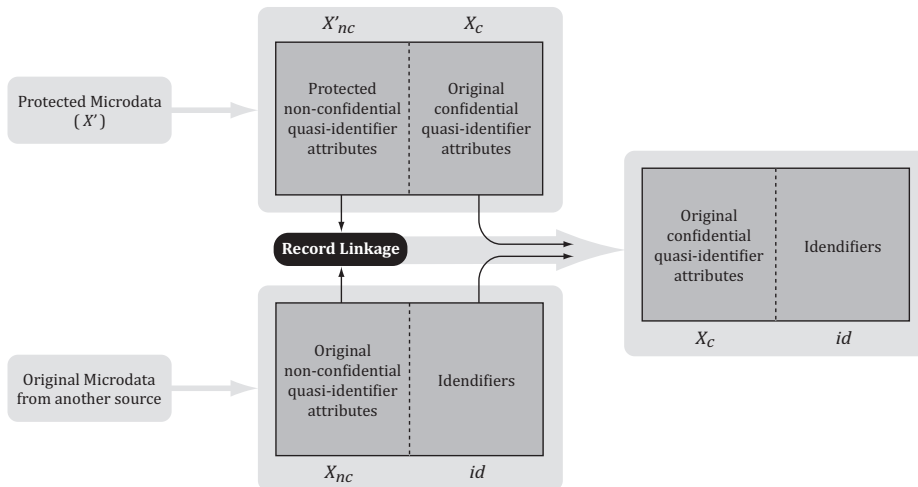 X'nc
Xc
Protected Microdata
( X' )
Protected
non-confidential
quasi-identifier
attributes
Original
confidential
quasi-identifier
attributes
Record Linkage
Original
confidential
quasi-identifier
attributes
Idendifiers
Xc
id
Original Microdata
from another source
Original
non-confidential
quasi-identifier
attributes
Idendifiers
Xnc
id